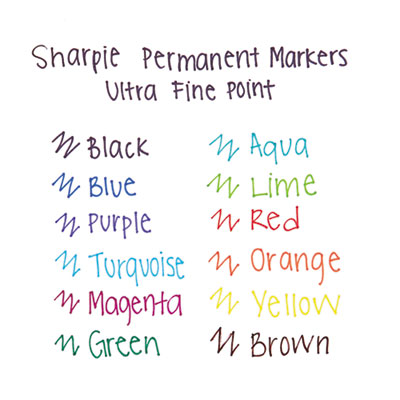 Sharpie Permanent Markers
Ultra Fine Point
Black
Blue
Purple
Turquoise
Magenta
Green
Aqua
Lime
Red
Orange
Yellow
Brown